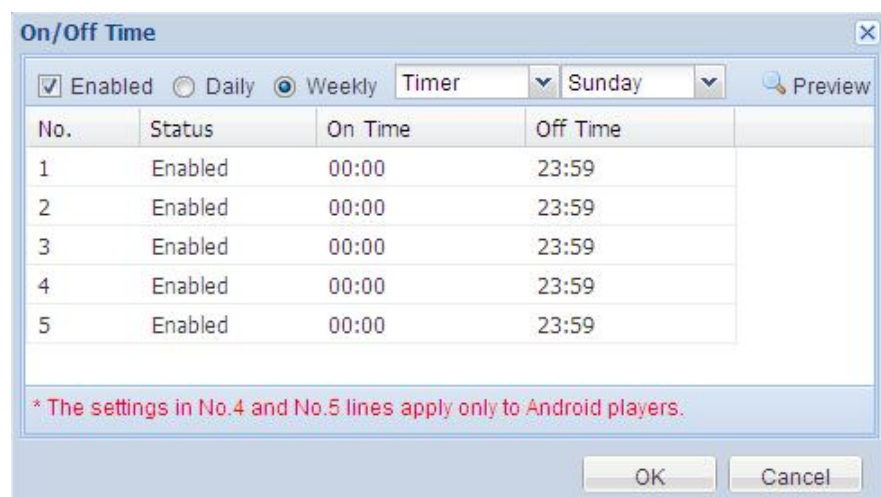 On/Off Time
Enabled Daily Weekly Timer Sunday Preview
No. Status On Time Off Time
1 Enabled 00:00 23:59
2 Enabled 00:00 23:59
3 Enabled 00:00 23:59
4 Enabled 00:00 23:59
5 Enabled 00:00 23:59
* The settings in No.4 and No.5 lines apply only to Android players.
OK Cancel